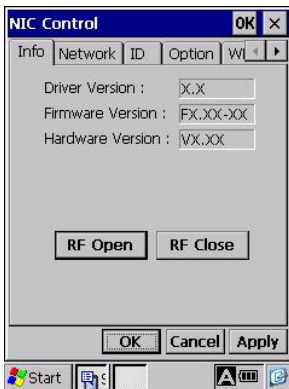 NIC Control OK ×
Info Network ID Option
Driver Version : X.X
Firmware Version : FX.XX-XX
Hardware Version : VX.XX
RF Open RF Close
OK Cancel Apply
Start A